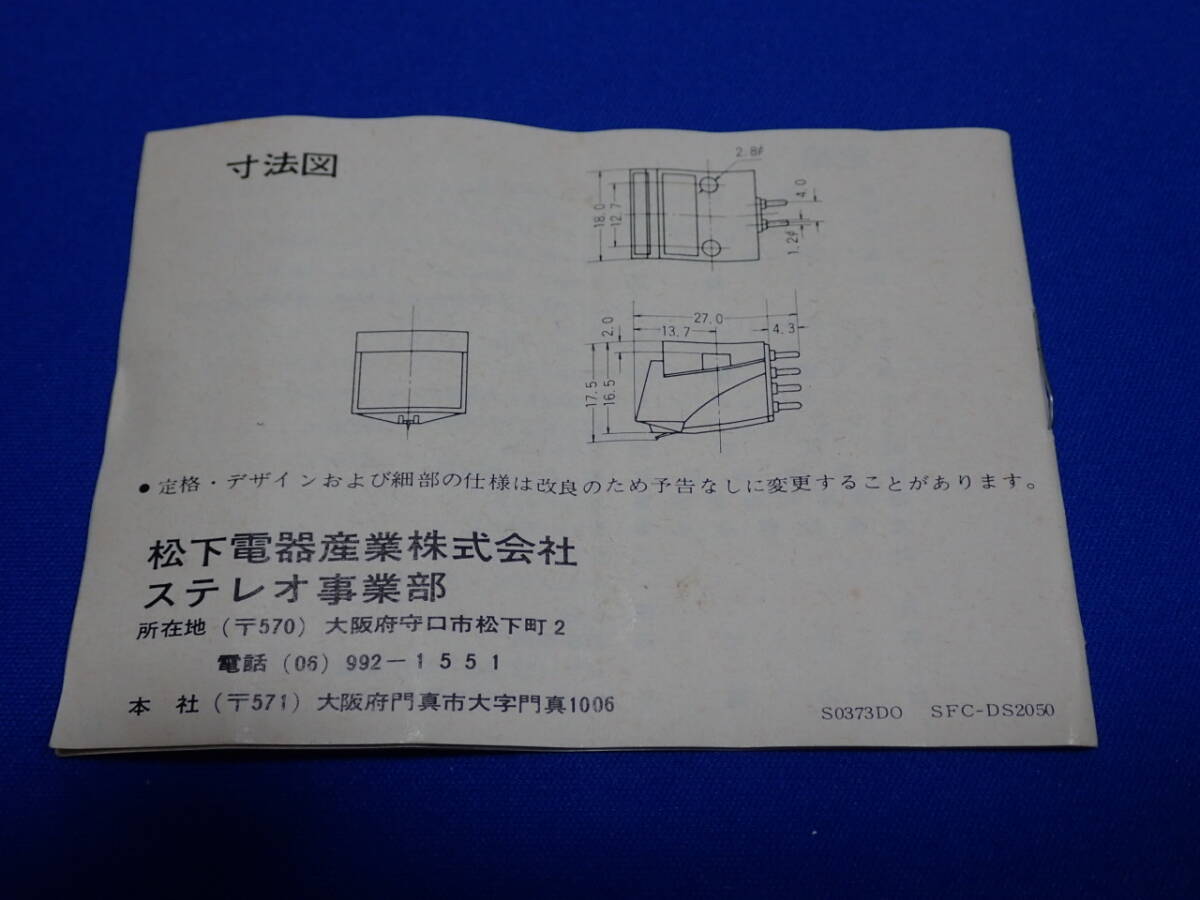 寸法図
2.8φ
18.0
12.7
4.0
1.2φ
27.0
13.7
4.3
2.0
17.5
16.5
●定格・デザインおよび細部の仕様は改良のため予告なしに変更することがあります。
松下電器産業株式会社
ステレオ事業部
所在地（〒570）大阪府守口市松下町2
電話（06）992−1551
本 社（〒571）大阪府門真市大字門真1006
S0373DO SFC-DS2050